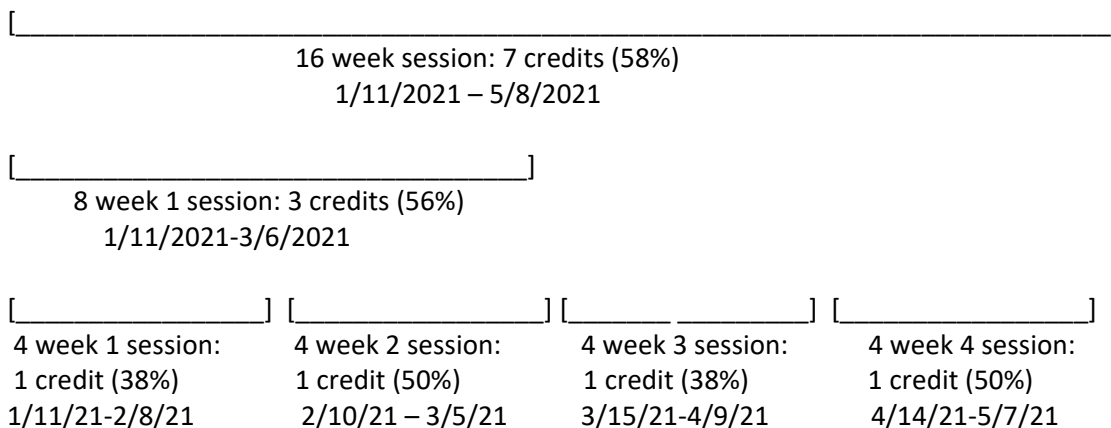 16 week session: 7 credits (58%)
1/11/2021 – 5/8/2021
8 week 1 session: 3 credits (56%)
1/11/2021-3/6/2021
4 week 1 session: 4 week 2 session: 4 week 3 session: 4 week 4 session:
1 credit (38%) 1 credit (50%) 1 credit (38%) 1 credit (50%)
1/11/21-2/8/21 2/10/21 – 3/5/21 3/15/21-4/9/21 4/14/21-5/7/21